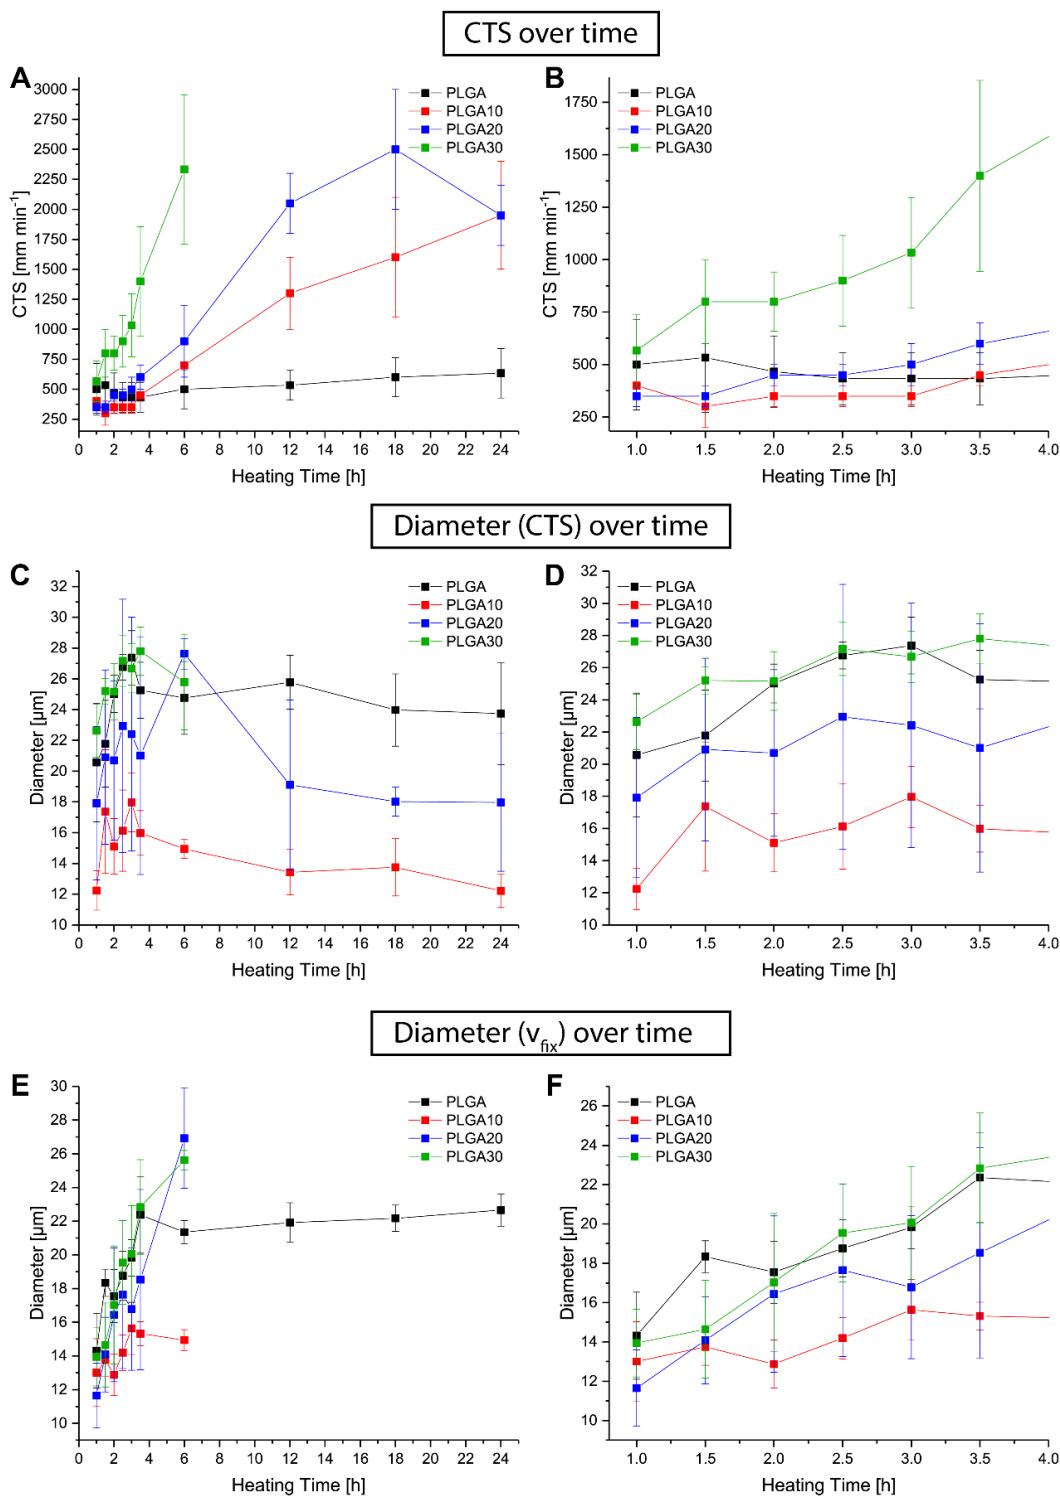 CTS over time
A
3000
2750
2500
2250
2000
1750
1500
1250
1000
750
500
250
CTS [mm min⁻¹]
PLGA
PLGA10
PLGA20
PLGA30
0 2 4 6 8 10 12 14 16 18 20 22 24
Heating Time [h]
B
1750
1500
1250
1000
750
500
250
CTS [mm min⁻¹]
PLGA
PLGA10
PLGA20
PLGA30
1.0 1.5 2.0 2.5 3.0 3.5 4.0
Heating Time [h]
Diameter (CTS) over time
C
32
30
28
26
24
22
20
18
16
14
12
10
Diameter [µm]
PLGA
PLGA10
PLGA20
PLGA30
0 2 4 6 8 10 12 14 16 18 20 22 24
Heating Time [h]
D
32
30
28
26
24
22
20
18
16
14
12
10
Diameter [µm]
PLGA
PLGA10
PLGA20
PLGA30
1.0 1.5 2.0 2.5 3.0 3.5 4.0
Heating Time [h]
Diameter (v_fix) over time
E
30
28
26
24
22
20
18
16
14
12
10
Diameter [µm]
PLGA
PLGA10
PLGA20
PLGA30
0 2 4 6 8 10 12 14 16 18 20 22 24
Heating Time [h]
F
26
24
22
20
18
16
14
12
10
Diameter [µm]
PLGA
PLGA10
PLGA20
PLGA30
1.0 1.5 2.0 2.5 3.0 3.5 4.0
Heating Time [h]